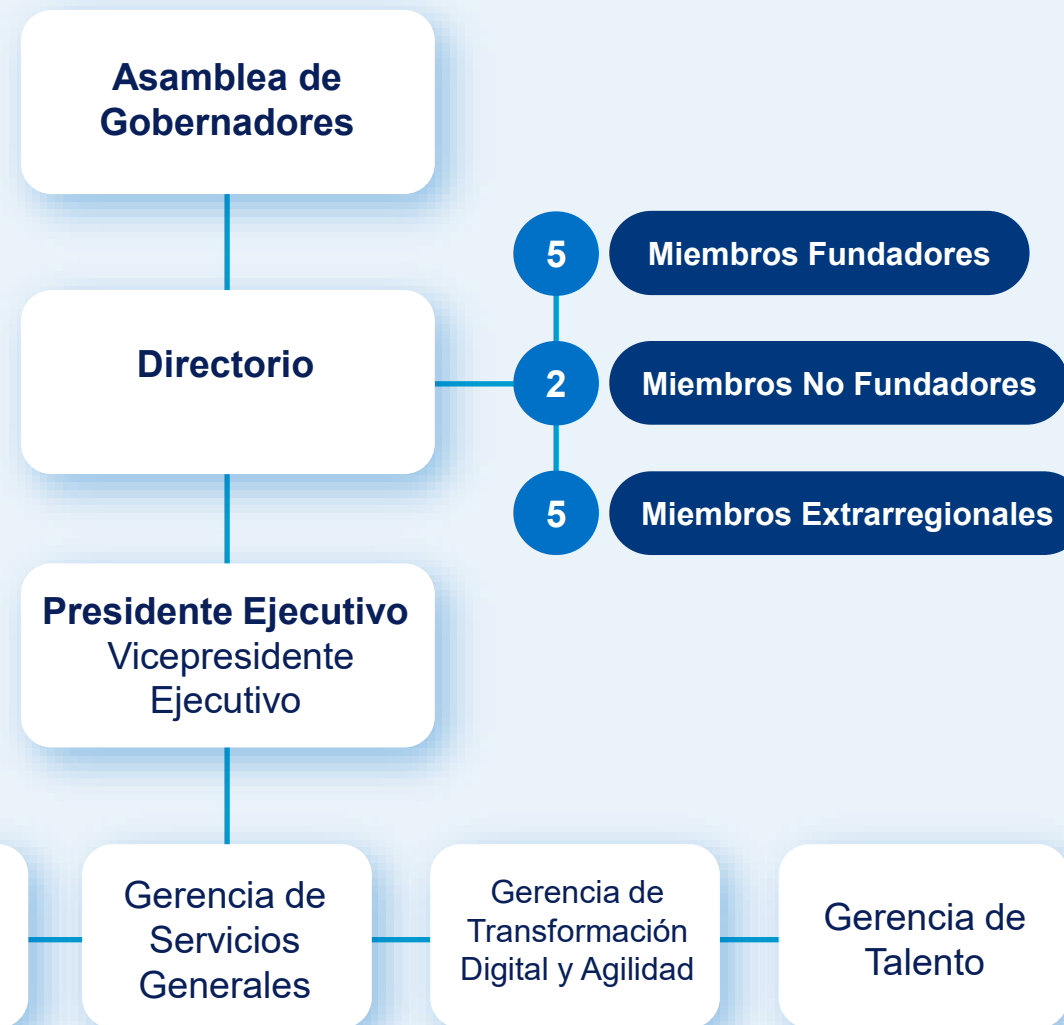 Asamblea de
Gobernadores
5
Miembros Fundadores
Directorio
2
Miembros No Fundadores
5
Miembros Extrarregionales
Presidente Ejecutivo
Vicepresidente
Ejecutivo
Gerencia de
Servicios
Generales
Gerencia de
Transformación
Digital y Agilidad
Gerencia de
Talento